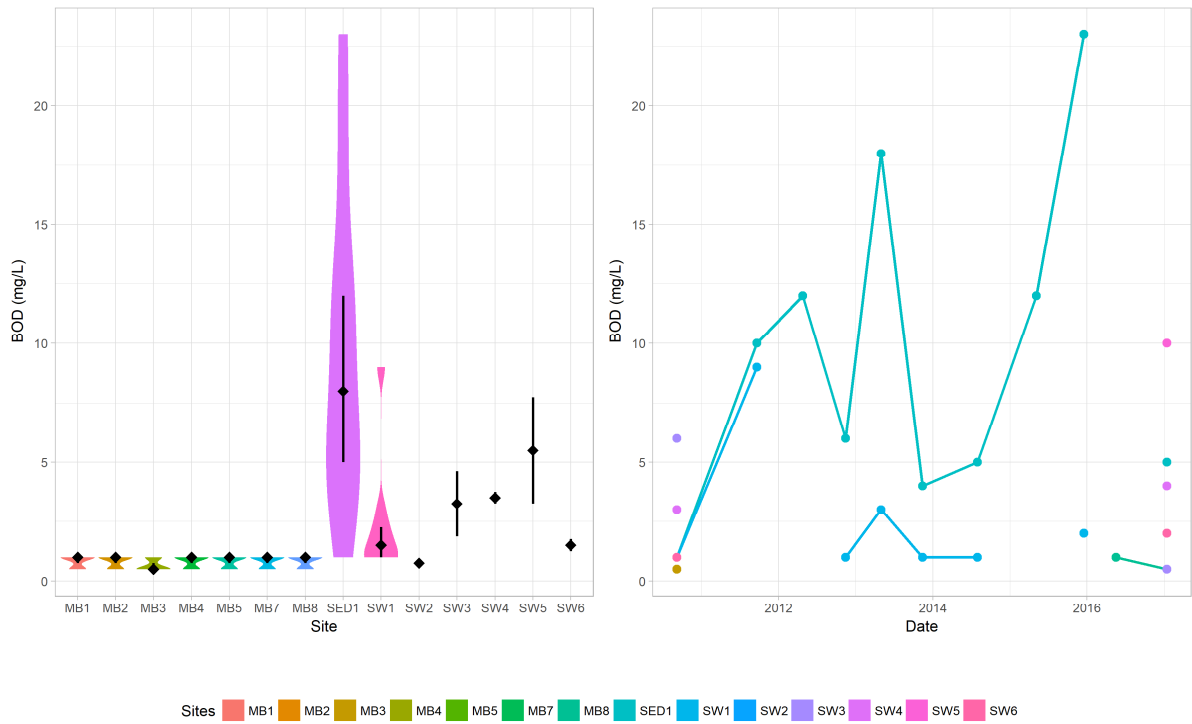 20
15
10
5
0
BOD (mg/L)
MB1 MB2 MB3 MB4 MB5 MB7 MB8 SED1 SW1 SW2 SW3 SW4 SW5 SW6
Site
20
15
10
5
0
BOD (mg/L)
2012 2014 2016
Date
Sites MB1 MB2 MB3 MB4 MB5 MB7 MB8 SED1 SW1 SW2 SW3 SW4 SW5 SW6